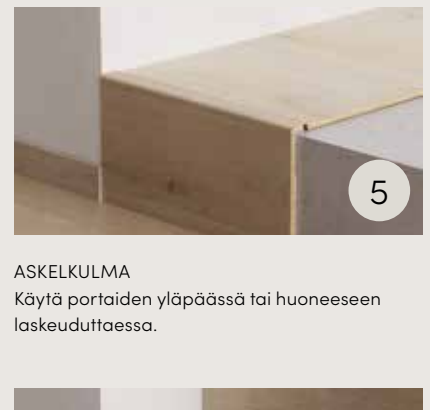 5
ASKELKULMA
Käytä portaiden yläpäässä tai huoneeseen
laskeuduttaessa.